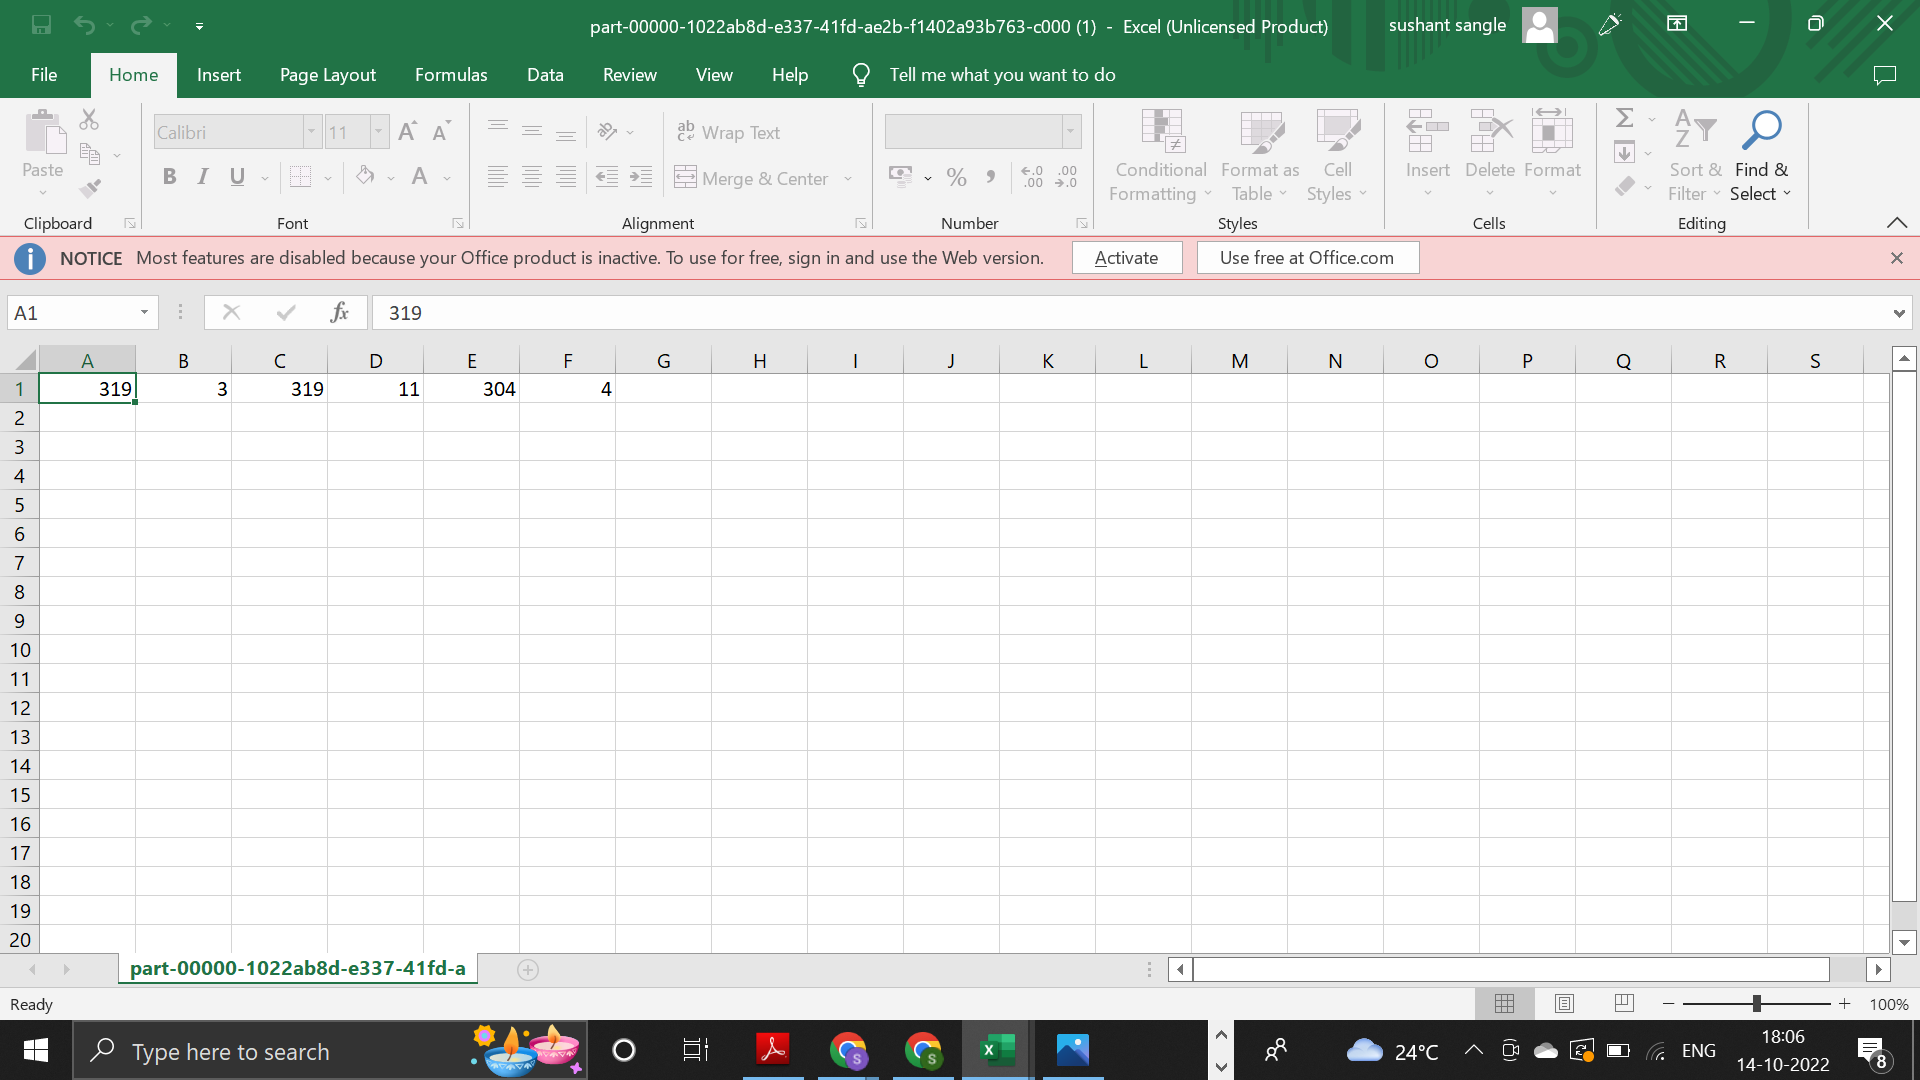 part-00000-1022ab8d-e337-41fd-ae2b-f1402a93b763-c000 (1) - Excel (Unlicensed Product)
sushant sangle
File Home Insert Page Layout Formulas Data Review View Help Tell me what you want to do
Paste
Clipboard
Calibri 11
B I U A
Font
ab c Wrap Text
Merge & Center
Alignment
% , .0 .00 .00 .0
Number
Conditional Formatting
Format as Table
Cell Styles
Styles
Insert Delete Format
Cells
Σ
A Z
Sort & Filter
Find & Select
Editing
NOTICE Most features are disabled because your Office product is inactive. To use for free, sign in and use the Web version. Activate Use free at Office.com
A1 fx 319
A B C D E F G H I J K L M N O P Q R S
1 319 3 319 11 304 4
2
3
4
5
6
7
8
9
10
11
12
13
14
15
16
17
18
19
20
part-00000-1022ab8d-e337-41fd-a
Ready 100%
Type here to search
S
S
X
24°C
ENG
18:06
14-10-2022
8